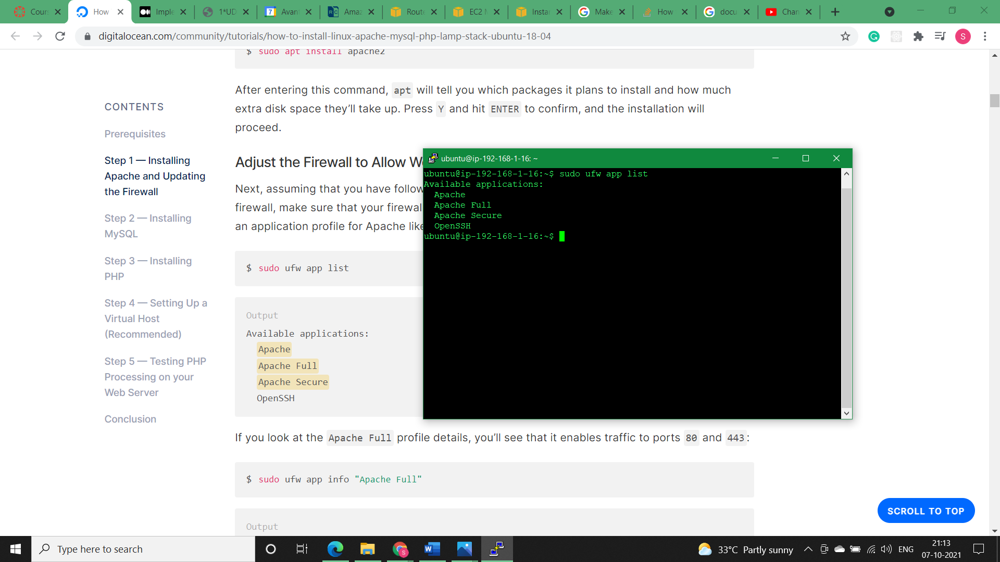 Cours
How
Imple
1*UD
7
Avant
RC
Amaz
Route
EC2 M
Instan
Make
How
docu
Chan
digitalocean.com/community/tutorials/how-to-install-linux-apache-mysql-php-lamp-stack-ubuntu-18-04
S
$ sudo apt install apache2
After entering this command, apt will tell you which packages it plans to install and how much
extra disk space they’ll take up. Press Y and hit ENTER to confirm, and the installation will
proceed.
CONTENTS
Prerequisites
Step 1 — Installing
Apache and Updating
the Firewall
Step 2 — Installing
MySQL
Step 3 — Installing
PHP
Step 4 — Setting Up a
Virtual Host
(Recommended)
Step 5 — Testing PHP
Processing on your
Web Server
Conclusion
Adjust the Firewall to Allow W
Next, assuming that you have follow
firewall, make sure that your firewal
an application profile for Apache like
$ sudo ufw app list
Output
Available applications:
Apache
Apache Full
Apache Secure
OpenSSH
ubuntu@ip-192-168-1-16: ~
ubuntu@ip-192-168-1-16:~$ sudo ufw app list
Available applications:
Apache
Apache Full
Apache Secure
OpenSSH
ubuntu@ip-192-168-1-16:~$
If you look at the Apache Full profile details, you’ll see that it enables traffic to ports 80 and 443:
$ sudo ufw app info "Apache Full"
Output
SCROLL TO TOP
Type here to search
33°C Partly sunny
ENG
21:13
07-10-2021